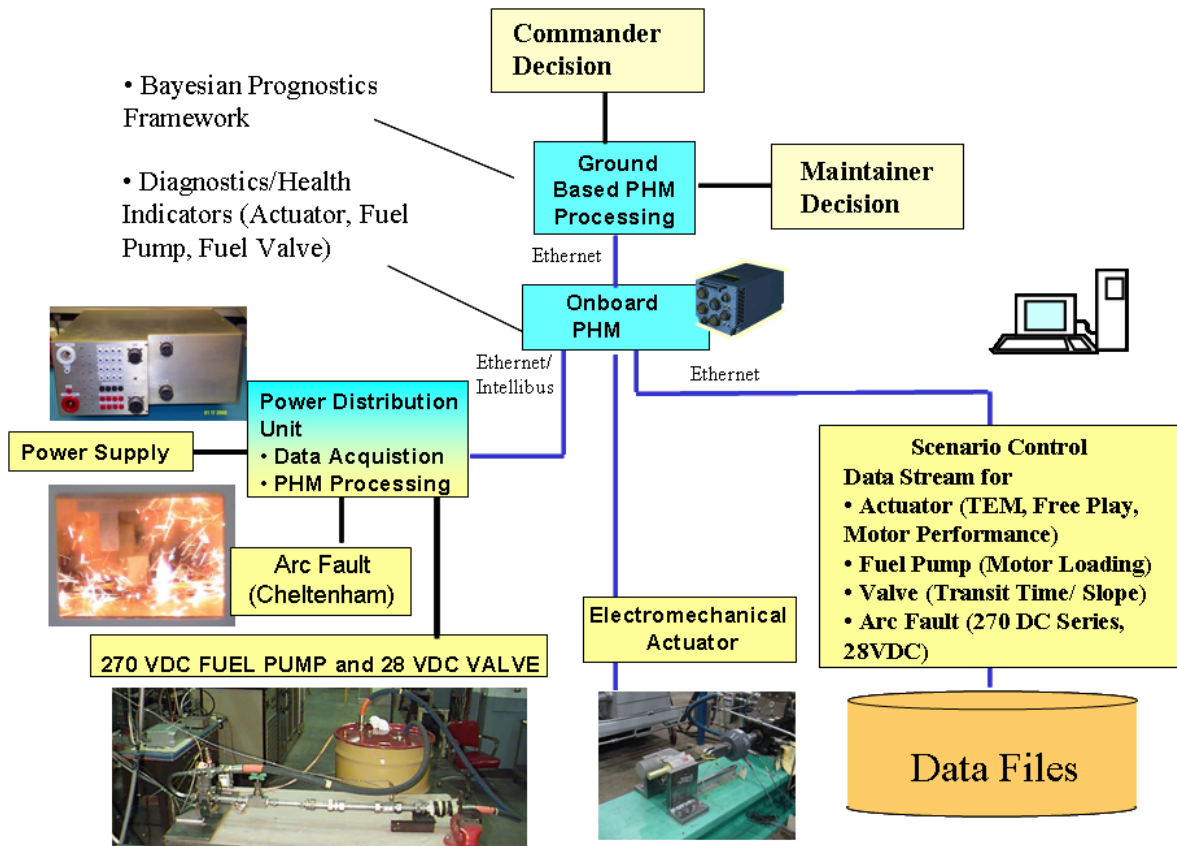 Commander
Decision
• Bayesian Prognostics
Framework
• Diagnostics/Health
Indicators (Actuator, Fuel
Pump, Fuel Valve)
Ground
Based PHM
Processing
Maintainer
Decision
Ethernet
Onboard
PHM
Ethernet/
Intellibus
Ethernet
Power Distribution
Unit
• Data Acquistion
• PHM Processing
Power Supply
Arc Fault
(Cheltenham)
270 VDC FUEL PUMP and 28 VDC VALVE
Electromechanical
Actuator
Scenario Control
Data Stream for
• Actuator (TEM, Free Play,
Motor Performance)
• Fuel Pump (Motor Loading)
• Valve (Transit Time/ Slope)
• Arc Fault (270 DC Series,
28VDC)
Data Files